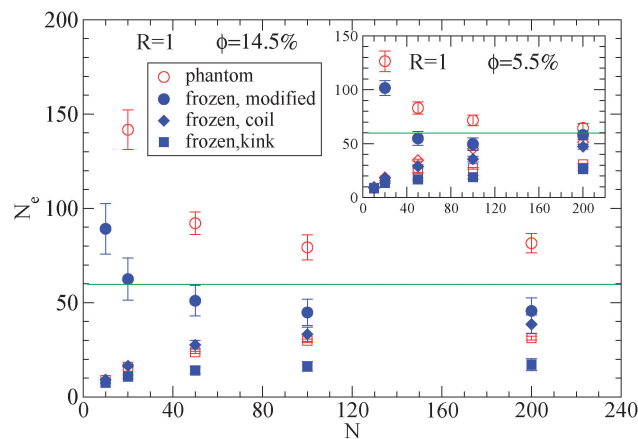 R=1 ϕ=14.5%
phantom
frozen, modified
frozen, coil
frozen,kink
R=1 ϕ=5.5%
150
100
50
0
0 40 80 120 160 200
200
150
100
50
0
N_e
0 40 80 120 160 200 240
N